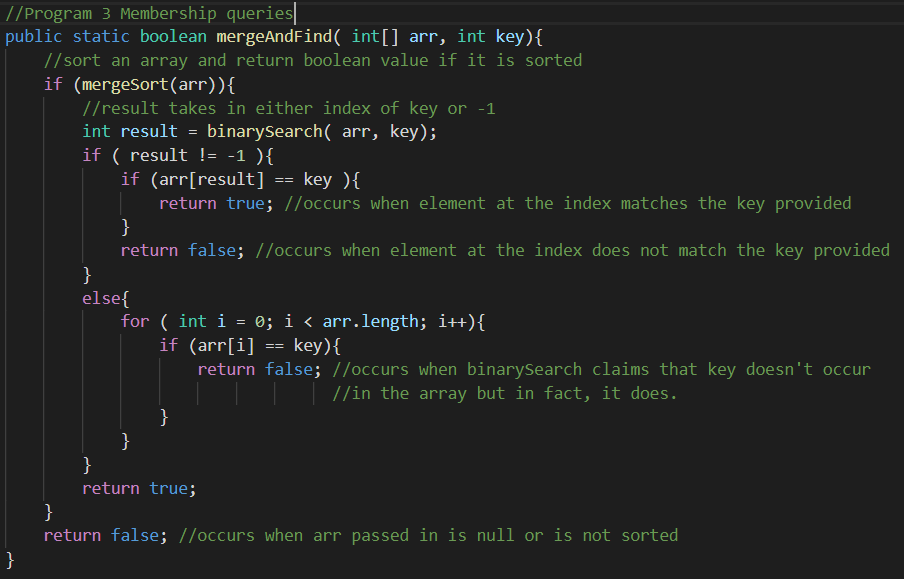 //Program 3 Membership queries
public static boolean mergeAndFind( int[] arr, int key){
    //sort an array and return boolean value if it is sorted
    if (mergeSort(arr)){
        //result takes in either index of key or -1
        int result = binarySearch( arr, key);
        if ( result != -1 ){
            if (arr[result] == key ){
                return true; //occurs when element at the index matches the key provided
            }
            return false; //occurs when element at the index does not match the key provided
        }
        else{
            for ( int i = 0; i < arr.length; i++){
                if (arr[i] == key){
                    return false; //occurs when binarySearch claims that key doesn't occur
                                  //in the array but in fact, it does.
                }
            }
        }
        return true;
    }
    return false; //occurs when arr passed in is null or is not sorted
}